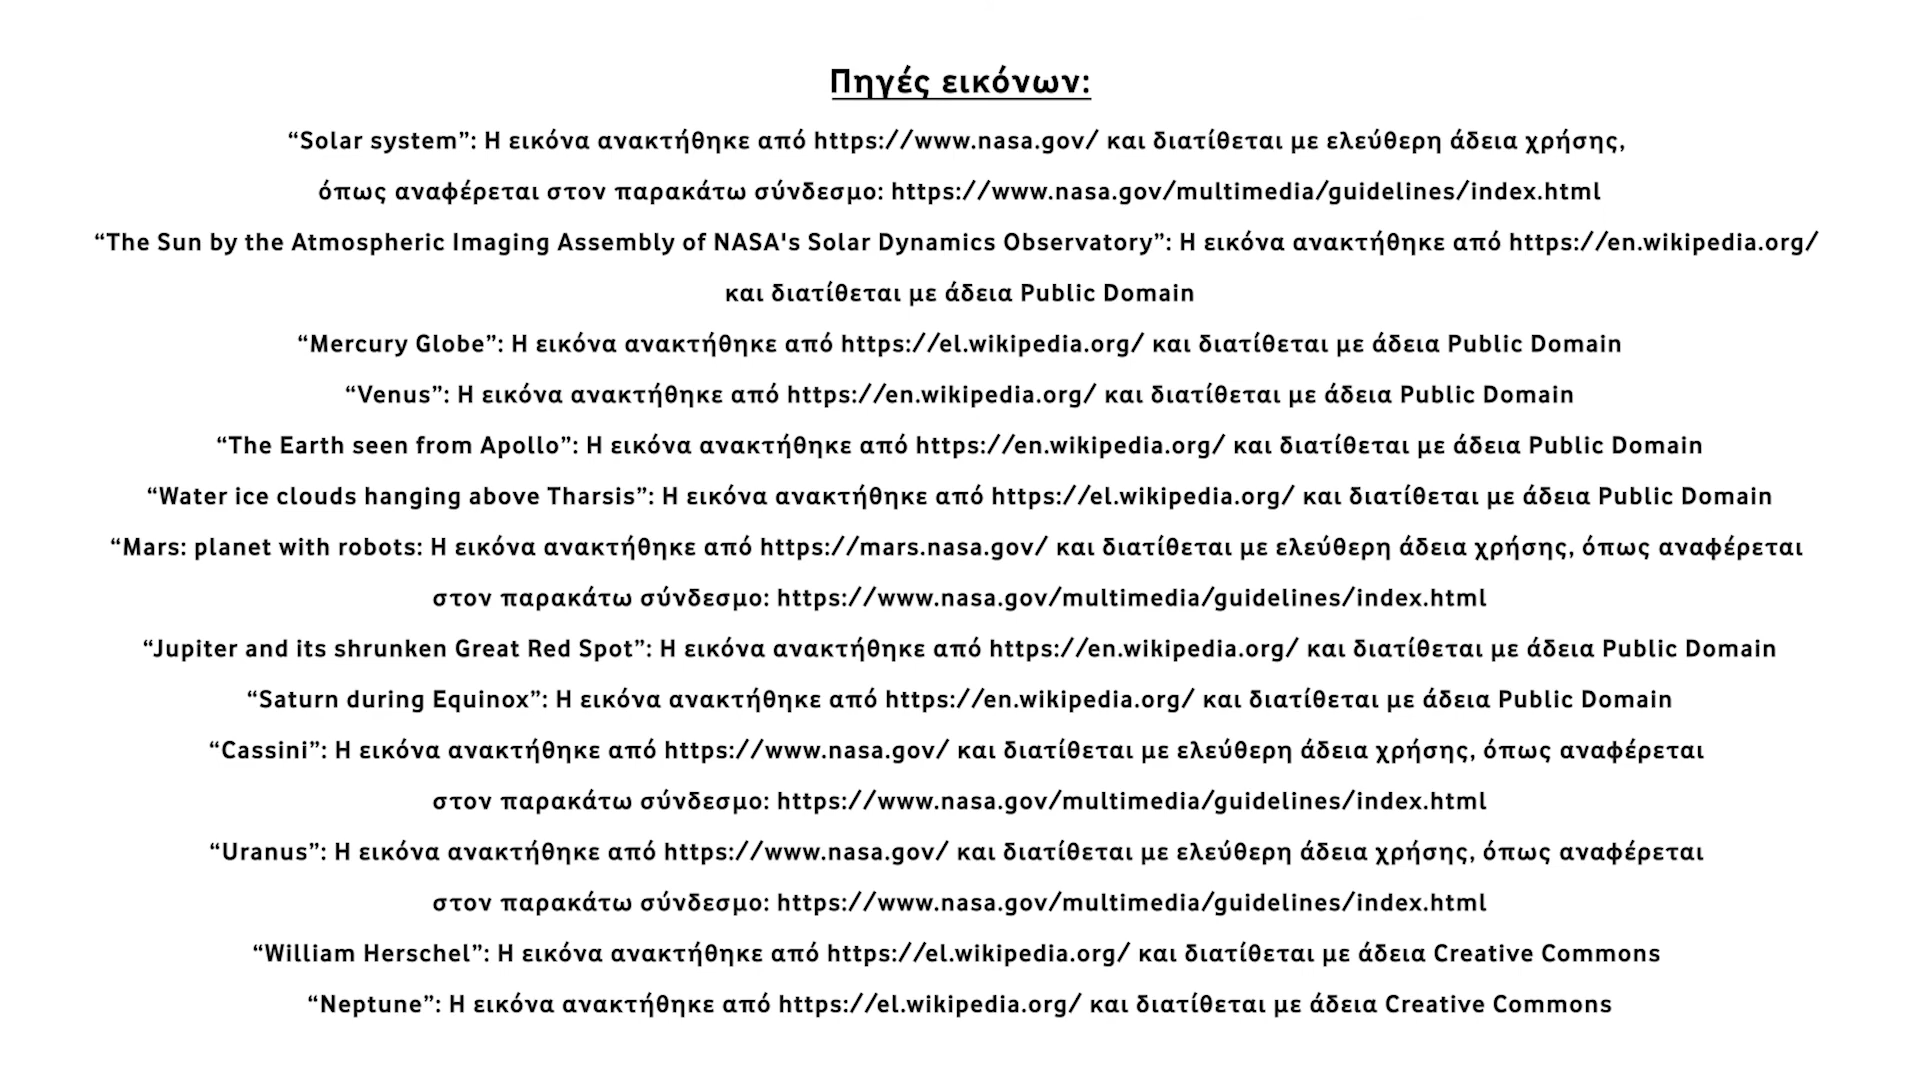 Πηγές εικόνων:
“Solar system”: Η εικόνα ανακτήθηκε από https://www.nasa.gov/ και διατίθεται με ελεύθερη άδεια χρήσης,
όπως αναφέρεται στον παρακάτω σύνδεσμο: https://www.nasa.gov/multimedia/guidelines/index.html
“The Sun by the Atmospheric Imaging Assembly of NASA's Solar Dynamics Observatory”: Η εικόνα ανακτήθηκε από https://en.wikipedia.org/
και διατίθεται με άδεια Public Domain
“Mercury Globe”: Η εικόνα ανακτήθηκε από https://el.wikipedia.org/ και διατίθεται με άδεια Public Domain
“Venus”: Η εικόνα ανακτήθηκε από https://en.wikipedia.org/ και διατίθεται με άδεια Public Domain
“The Earth seen from Apollo”: Η εικόνα ανακτήθηκε από https://en.wikipedia.org/ και διατίθεται με άδεια Public Domain
“Water ice clouds hanging above Tharsis”: Η εικόνα ανακτήθηκε από https://el.wikipedia.org/ και διατίθεται με άδεια Public Domain
“Mars: planet with robots: Η εικόνα ανακτήθηκε από https://mars.nasa.gov/ και διατίθεται με ελεύθερη άδεια χρήσης, όπως αναφέρεται
στον παρακάτω σύνδεσμο: https://www.nasa.gov/multimedia/guidelines/index.html
“Jupiter and its shrunken Great Red Spot”: Η εικόνα ανακτήθηκε από https://en.wikipedia.org/ και διατίθεται με άδεια Public Domain
“Saturn during Equinox”: Η εικόνα ανακτήθηκε από https://en.wikipedia.org/ και διατίθεται με άδεια Public Domain
“Cassini”: Η εικόνα ανακτήθηκε από https://www.nasa.gov/ και διατίθεται με ελεύθερη άδεια χρήσης, όπως αναφέρεται
στον παρακάτω σύνδεσμο: https://www.nasa.gov/multimedia/guidelines/index.html
“Uranus”: Η εικόνα ανακτήθηκε από https://www.nasa.gov/ και διατίθεται με ελεύθερη άδεια χρήσης, όπως αναφέρεται
στον παρακάτω σύνδεσμο: https://www.nasa.gov/multimedia/guidelines/index.html
“William Herschel”: Η εικόνα ανακτήθηκε από https://el.wikipedia.org/ και διατίθεται με άδεια Creative Commons
“Neptune”: Η εικόνα ανακτήθηκε από https://el.wikipedia.org/ και διατίθεται με άδεια Creative Commons